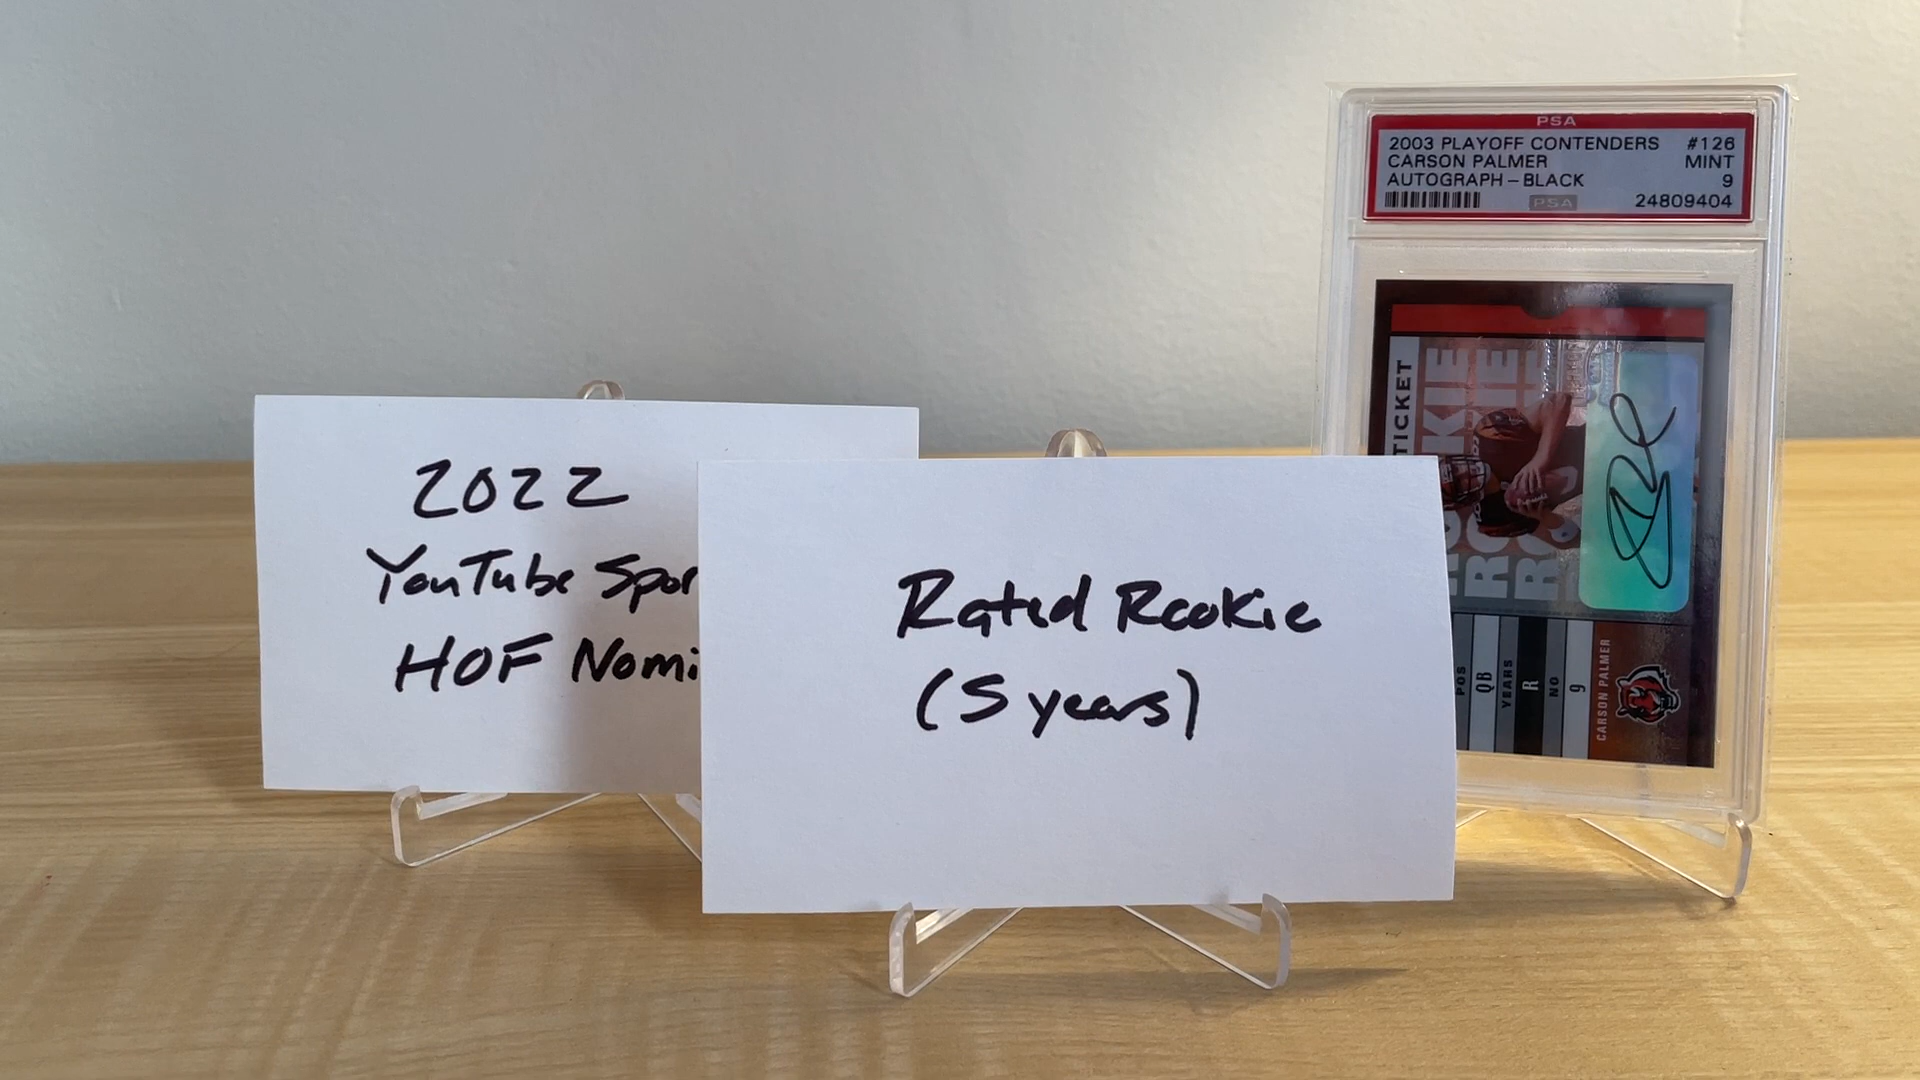 2022
YouTube Spor
HOF Nomi
Rated Rookie
(5 years)
PSA
2003 PLAYOFF CONTENDERS #126
CARSON PALMER MINT
AUTOGRAPH – BLACK 9
PSA 24809404
TICKET
POS
QB
YEARS
R
NO
9
CARSON PALMER